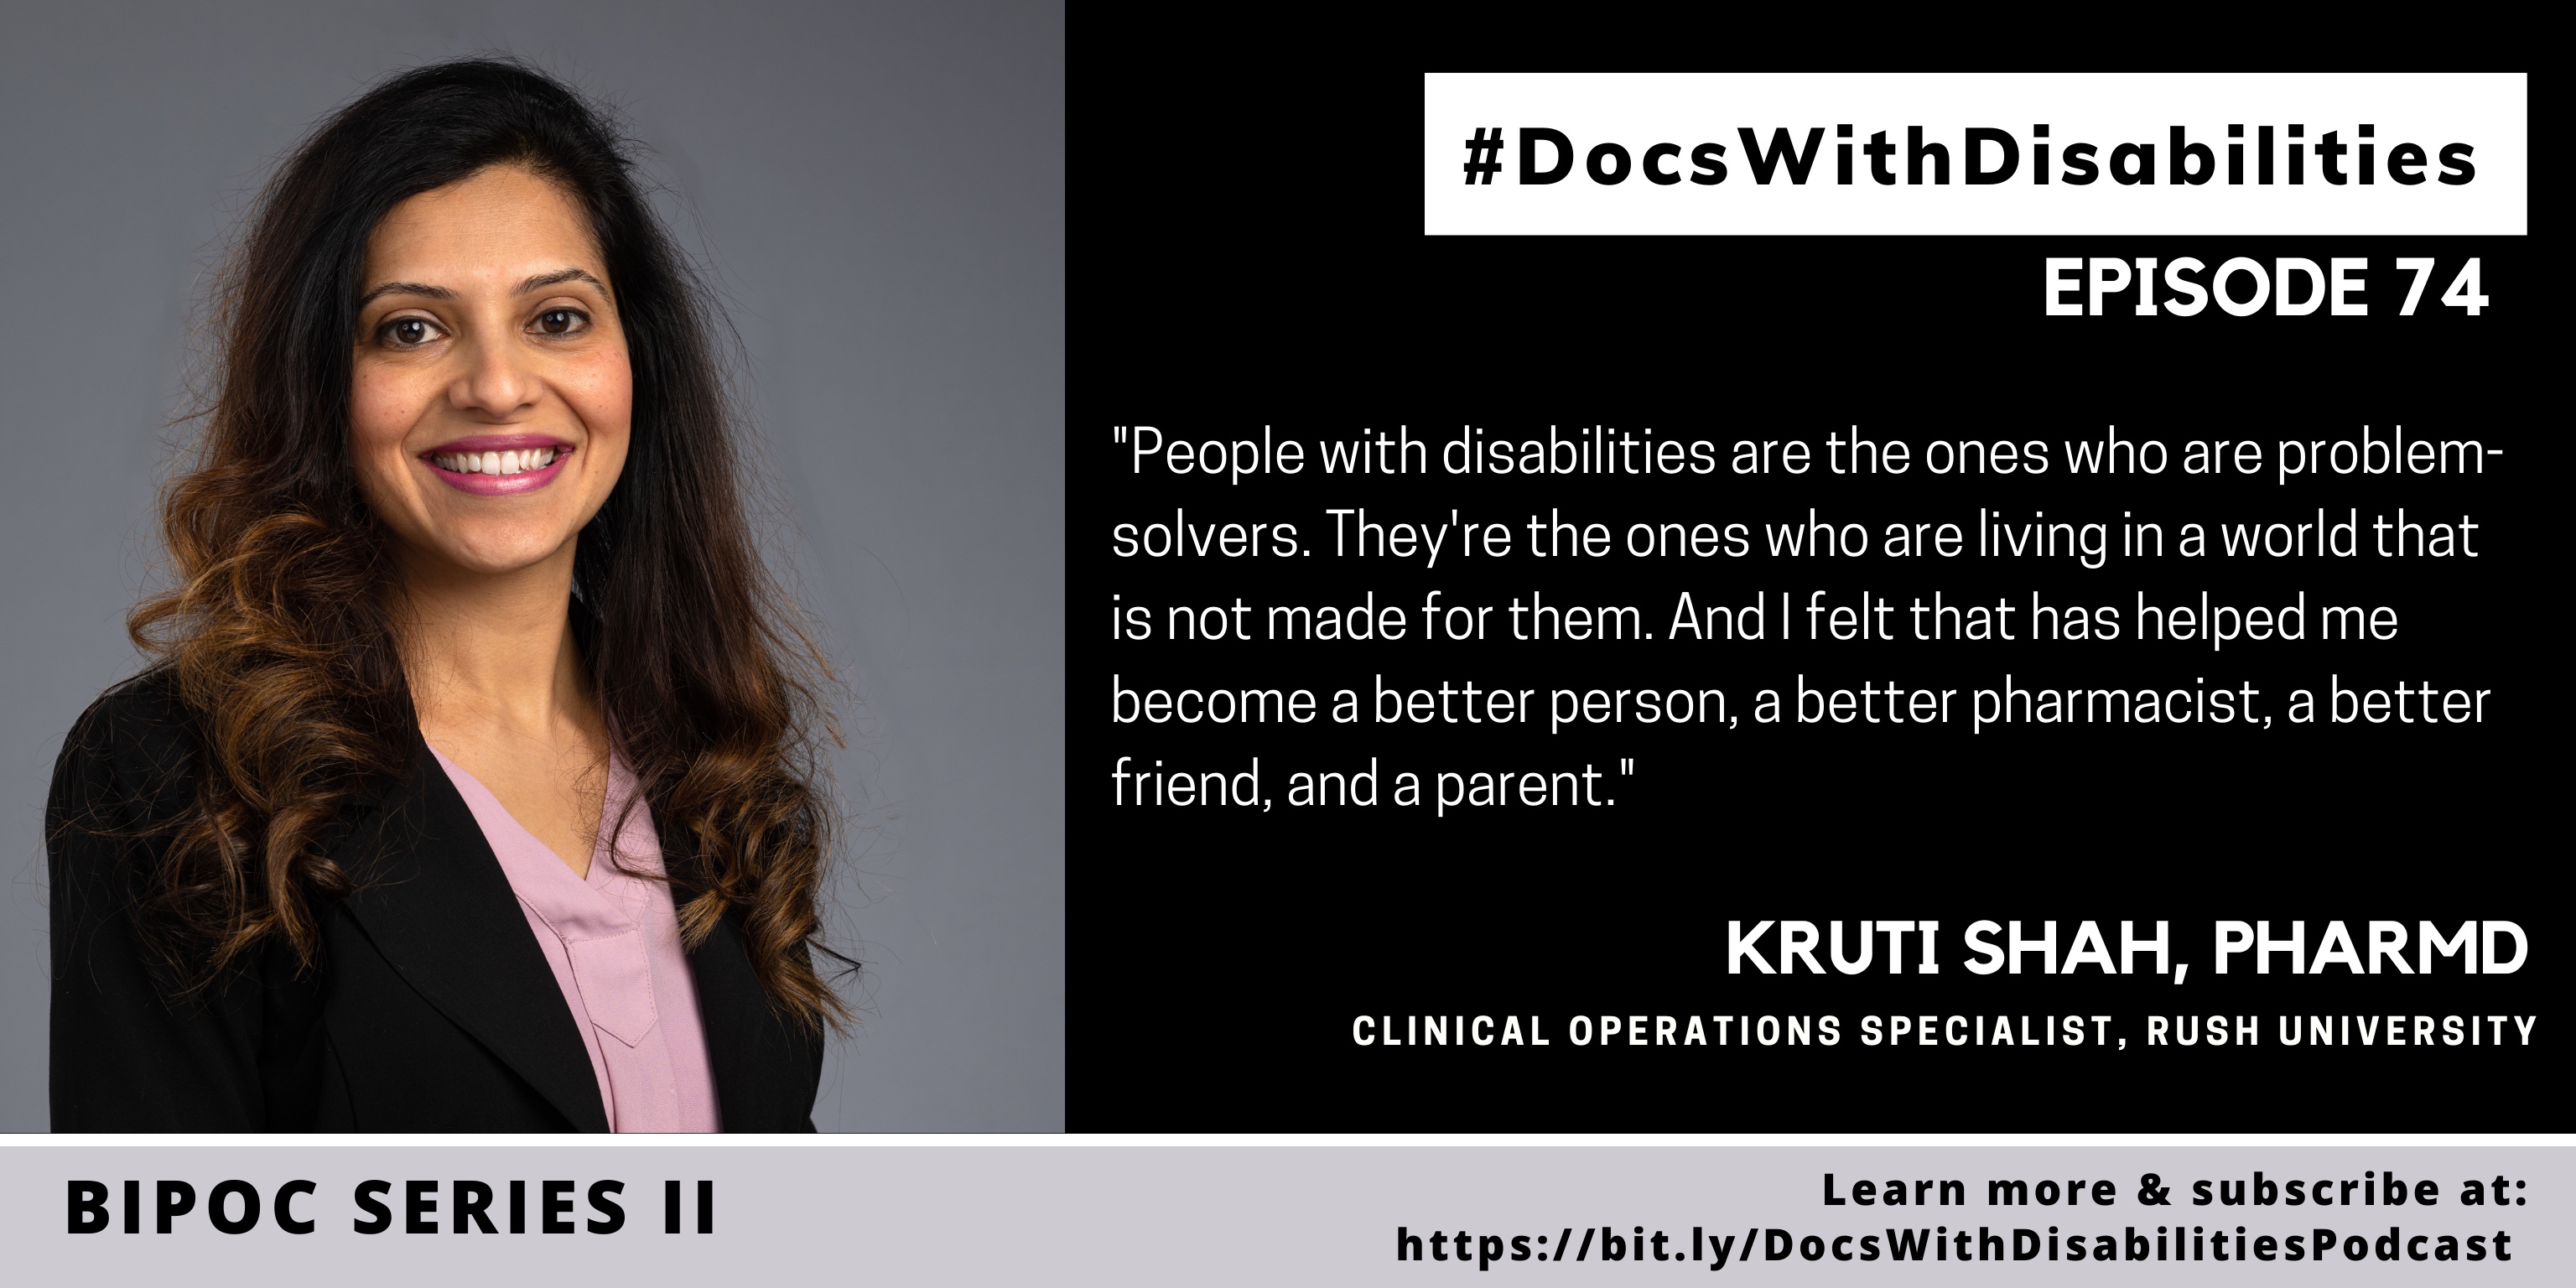 #DocsWithDisabilities
EPISODE 74
"People with disabilities are the ones who are problem-
solvers. They're the ones who are living in a world that
is not made for them. And I felt that has helped me
become a better person, a better pharmacist, a better
friend, and a parent."
KRUTI SHAH, PHARMD
CLINICAL OPERATIONS SPECIALIST, RUSH UNIVERSITY
BIPOC SERIES II
Learn more & subscribe at:
https://bit.ly/DocsWithDisabilitiesPodcast